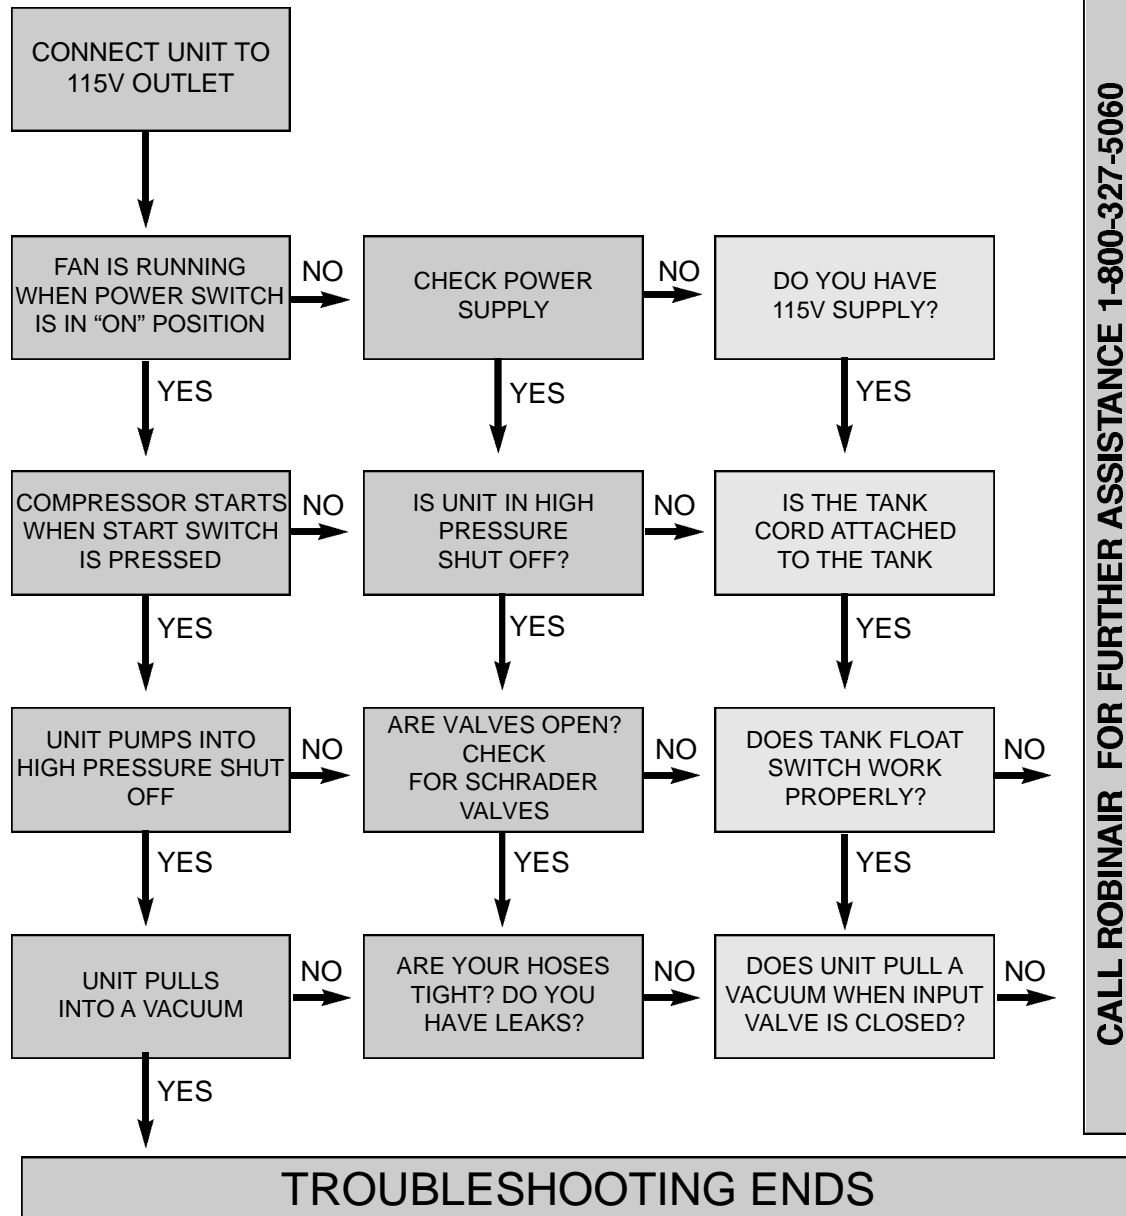 CONNECT UNIT TO
115V OUTLET
FAN IS RUNNING
WHEN POWER SWITCH
IS IN “ON” POSITION
NO
CHECK POWER
SUPPLY
NO
DO YOU HAVE
115V SUPPLY?
YES
YES
YES
COMPRESSOR STARTS
WHEN START SWITCH
IS PRESSED
NO
IS UNIT IN HIGH
PRESSURE
SHUT OFF?
NO
IS THE TANK
CORD ATTACHED
TO THE TANK
YES
YES
YES
UNIT PUMPS INTO
HIGH PRESSURE SHUT
OFF
NO
ARE VALVES OPEN?
CHECK
FOR SCHRADER
VALVES
NO
DOES TANK FLOAT
SWITCH WORK
PROPERLY?
NO
YES
YES
YES
UNIT PULLS
INTO A VACUUM
NO
ARE YOUR HOSES
TIGHT? DO YOU
HAVE LEAKS?
NO
DOES UNIT PULL A
VACUUM WHEN INPUT
VALVE IS CLOSED?
NO
YES
CALL ROBINAIR FOR FURTHER ASSISTANCE 1-800-327-5060
TROUBLESHOOTING ENDS